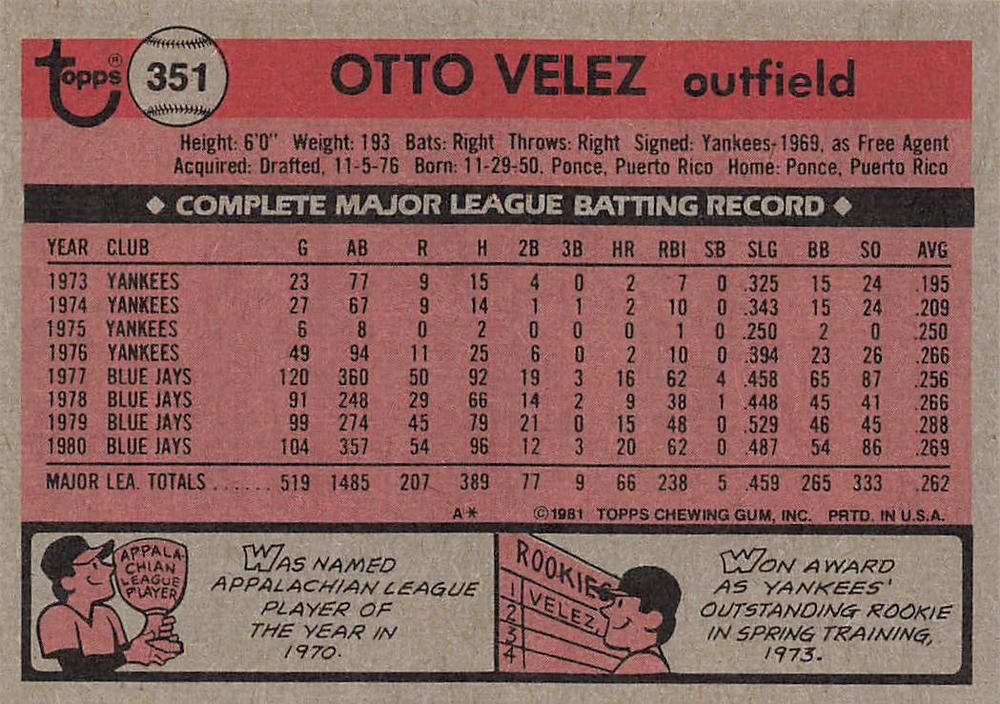 topps® 351 OTTO VELEZ outfield
Height: 6'0" Weight: 193 Bats: Right Throws: Right Signed: Yankees-1969, as Free Agent
Acquired: Drafted, 11-5-76 Born: 11-29-50. Ponce, Puerto Rico Home: Ponce, Puerto Rico
◆ COMPLETE MAJOR LEAGUE BATTING RECORD ◆
YEAR CLUB G AB R H 2B 3B HR RBI SB SLG BB SO AVG
1973 YANKEES 23 77 9 15 4 0 2 7 0 .325 15 24 .195
1974 YANKEES 27 67 9 14 1 1 2 10 0 .343 15 24 .209
1975 YANKEES 6 8 0 2 0 0 0 1 0 .250 2 0 .250
1976 YANKEES 49 94 11 25 6 0 2 10 0 .394 23 26 .266
1977 BLUE JAYS 120 360 50 92 19 3 16 62 4 .458 65 87 .256
1978 BLUE JAYS 91 248 29 66 14 2 9 38 1 .448 45 41 .266
1979 BLUE JAYS 99 274 45 79 21 0 15 48 0 .529 46 45 .288
1980 BLUE JAYS 104 357 54 96 12 3 20 62 0 .487 54 86 .269
MAJOR LEA. TOTALS ...... 519 1485 207 389 77 9 66 238 5 .459 265 333 .262
A* ©1981 TOPPS CHEWING GUM, INC. PRTD. IN U.S.A.
APPALA-
CHIAN
LEAGUE
PLAYER
WAS NAMED
APPALACHIAN LEAGUE
PLAYER OF
THE YEAR IN
1970.
ROOKIES
1 VELEZ,
2
3
4
WON AWARD
AS YANKEES'
OUTSTANDING ROOKIE
IN SPRING TRAINING,
1973.